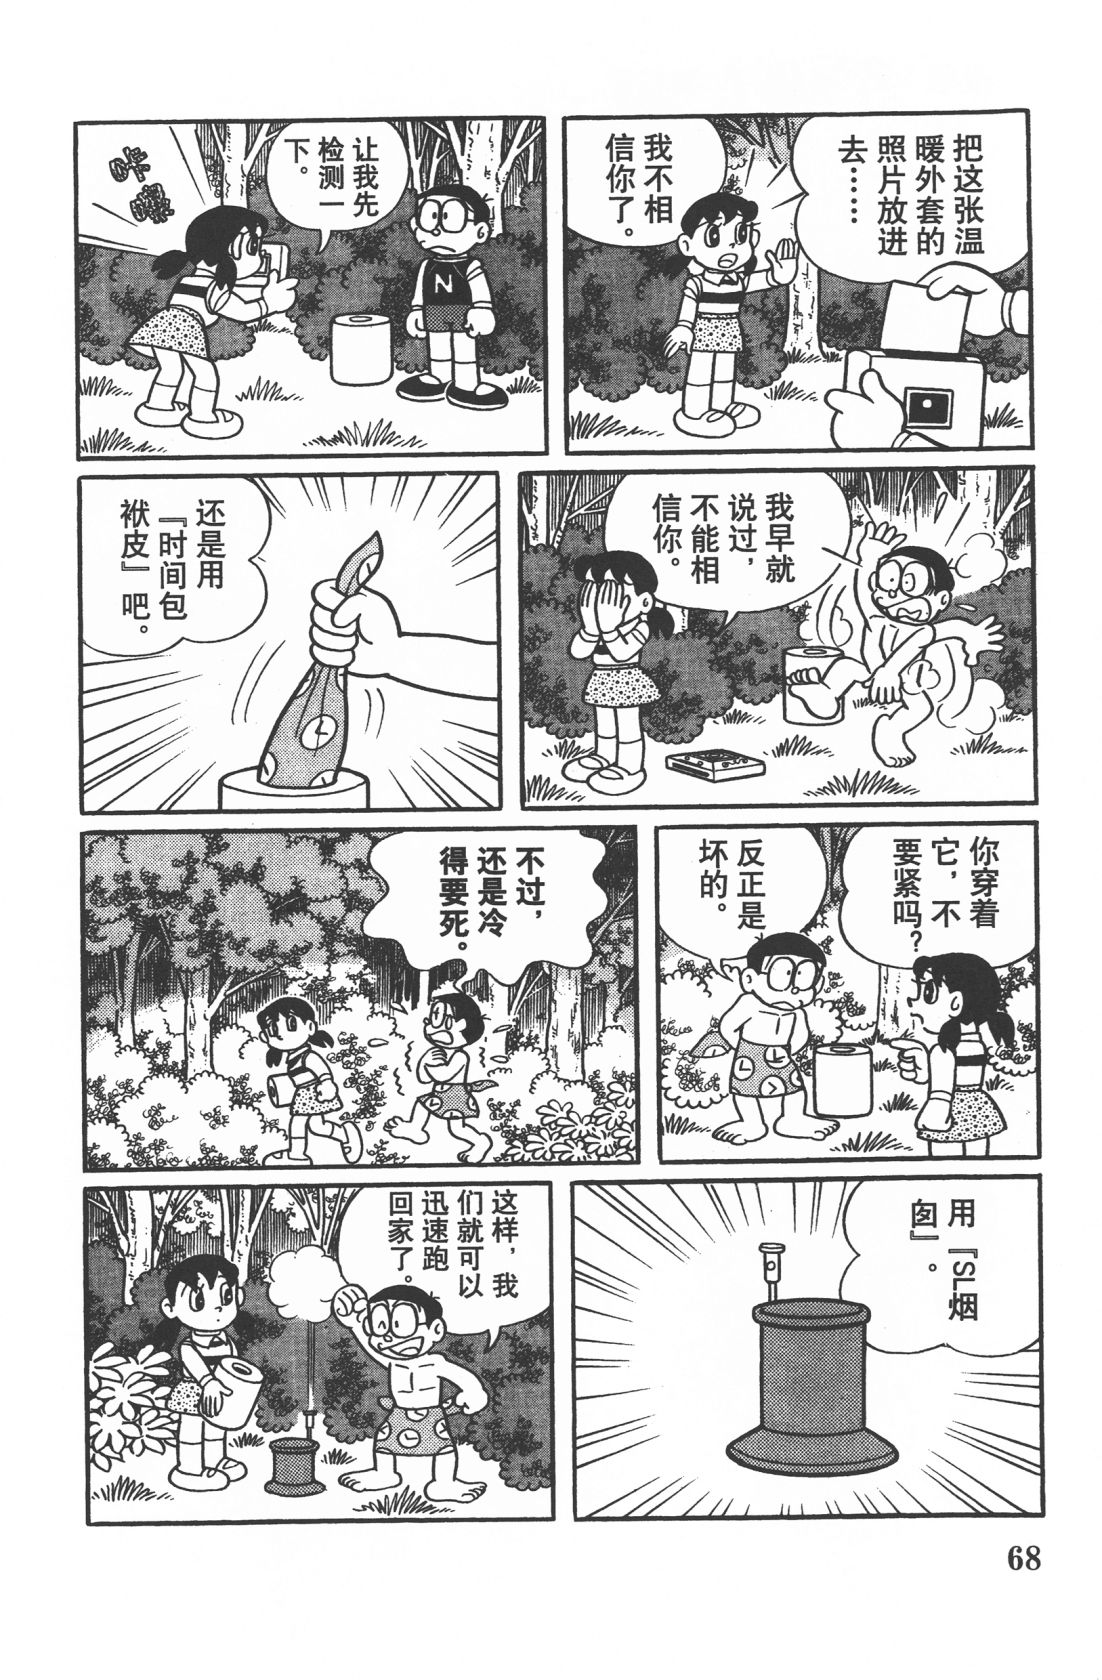 把这张温
暖外套的
照片放进
去……
我不相
信你了。
让我先
检测一
下。
咔
嚓
我早就
说过，
不能相
信你。
还是用
『时间包
袱皮』吧。
你穿着
它，不
要紧吗？
反正是
坏的。
不过，
还是冷
得要死。
用『SL烟
囱』。
这样，我
们就可以
迅速跑
回家了。
N
68